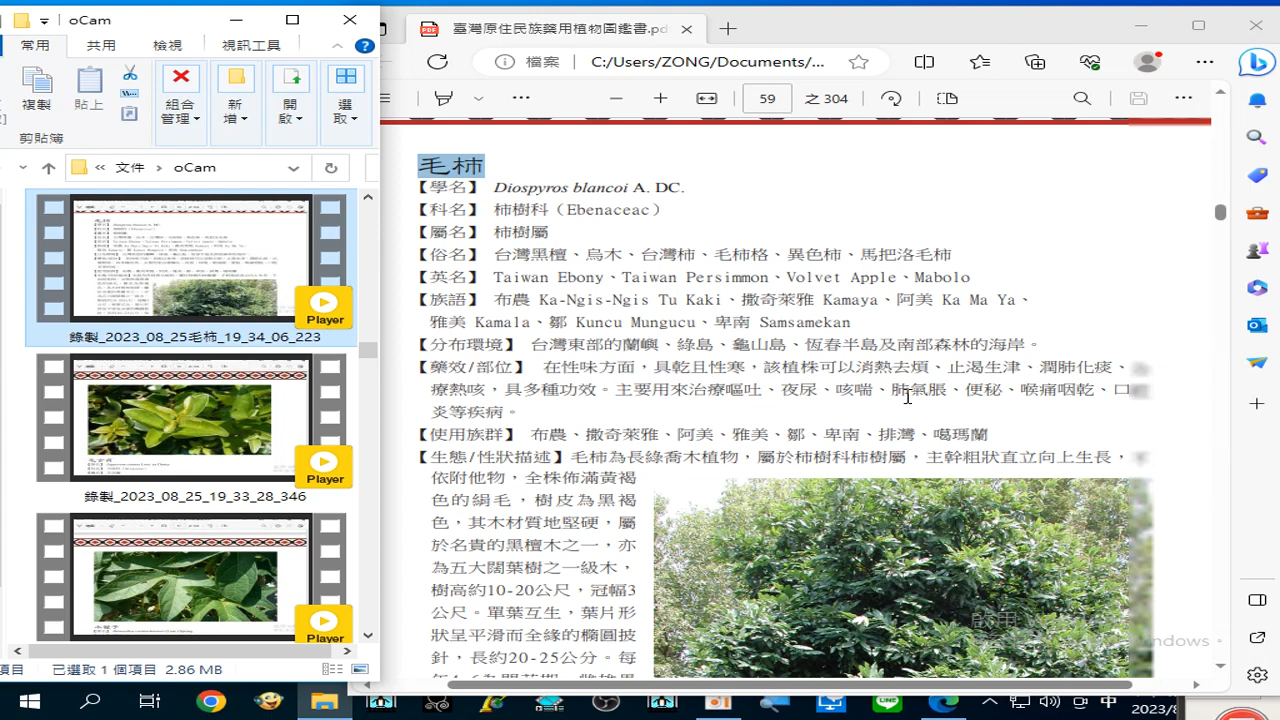 oCam
常用 共用 檢視 視訊工具
複製 貼上 組合管理 新增 開啟 選取
剪貼簿
文件 oCam
錄製_2023_08_25毛柿_19_34_06_223
Player
錄製_2023_08_25_19_33_28_346
Player
Player
項目 已選取 1 個項目 2.86 MB
臺灣原住民族藥用植物圖鑑書.pd
檔案 C:/Users/ZONG/Documents/...
59 之 304
毛柿
【學名】 Diospyros blancoi A. DC.
【科名】 柿樹科（Ebenaceac）
【屬名】 柿樹屬
【俗名】 台灣黑檀、烏木、台灣柿、毛柿格、異色柿、馬把洛毛柿
【英名】 Taiwan Ebony、Taiwan Persimmon、Volvet Apple、Mabolo
【族語】 布農 Ka-Ngis-Ngis Tu Kaki、撒奇萊雅 kamaya、阿美 Ka Ma Ya、
雅美 Kamala、鄒 Kuncu Mungucu、卑南 Samsamekan
【分布環境】 台灣東部的蘭嶼、綠島、龜山島、恆春半島及南部森林的海岸。
【藥效/部位】 在性味方面，具乾且性寒，該植株可以消熱去煩、止渴生津、潤肺化痰、
療熱咳，具多種功效。主要用來治療嘔吐、夜尿、咳喘、肺氣脹、便秘、喉痛咽乾、口
炎等疾病。
【使用族群】 布農、撒奇萊雅、阿美、雅美、鄒、卑南、排灣、噶瑪蘭
【生態/性狀描述】毛柿為長綠喬木植物，屬於柿樹科柿樹屬，主幹粗狀直立向上生長，不
依附他物，全株佈滿黃褐
色的絹毛，樹皮為黑褐
色，其木材質地堅硬，屬
於名貴的黑檀木之一，亦
為五大闊葉樹之一級木，
樹高約10-20公尺，冠幅3
公尺。單葉互生，葉片形
狀呈平滑而全緣的橢圓披
針，長約20-25公分。每
Windows
中
2023/8